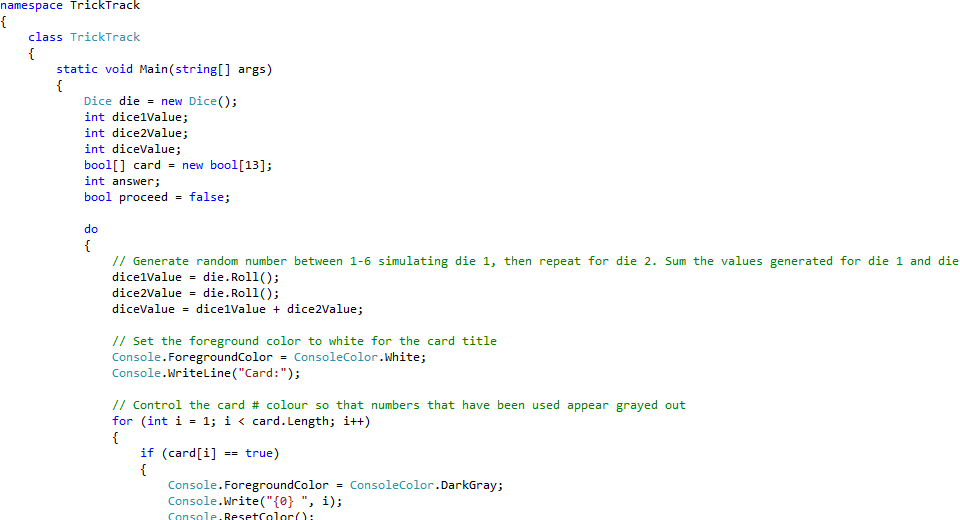 namespace TrickTrack
{
    class TrickTrack
    {
        static void Main(string[] args)
        {
            Dice die = new Dice();
            int dice1Value;
            int dice2Value;
            int diceValue;
            bool[] card = new bool[13];
            int answer;
            bool proceed = false;

            do
            {
                // Generate random number between 1-6 simulating die 1, then repeat for die 2. Sum the values generated for die 1 and die
                dice1Value = die.Roll();
                dice2Value = die.Roll();
                diceValue = dice1Value + dice2Value;

                // Set the foreground color to white for the card title
                Console.ForegroundColor = ConsoleColor.White;
                Console.WriteLine("Card:");

                // Control the card # colour so that numbers that have been used appear grayed out
                for (int i = 1; i < card.Length; i++)
                {
                    if (card[i] == true)
                    {
                        Console.ForegroundColor = ConsoleColor.DarkGray;
                        Console.Write("{0} ", i);
                        Console.ResetColor();